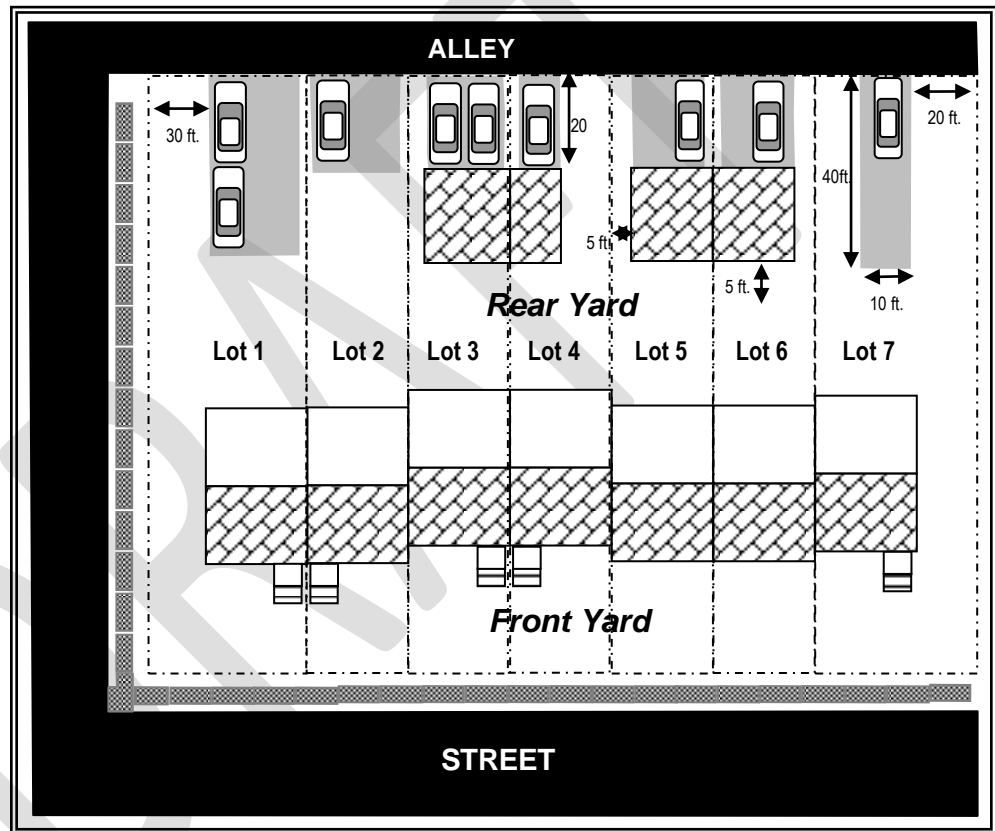 ALLEY
30 ft.
20
20 ft.
40ft.
5 ft.
5 ft.
10 ft.
Rear Yard
Lot 1 Lot 2 Lot 3 Lot 4 Lot 5 Lot 6 Lot 7
Front Yard
STREET
DRAFT